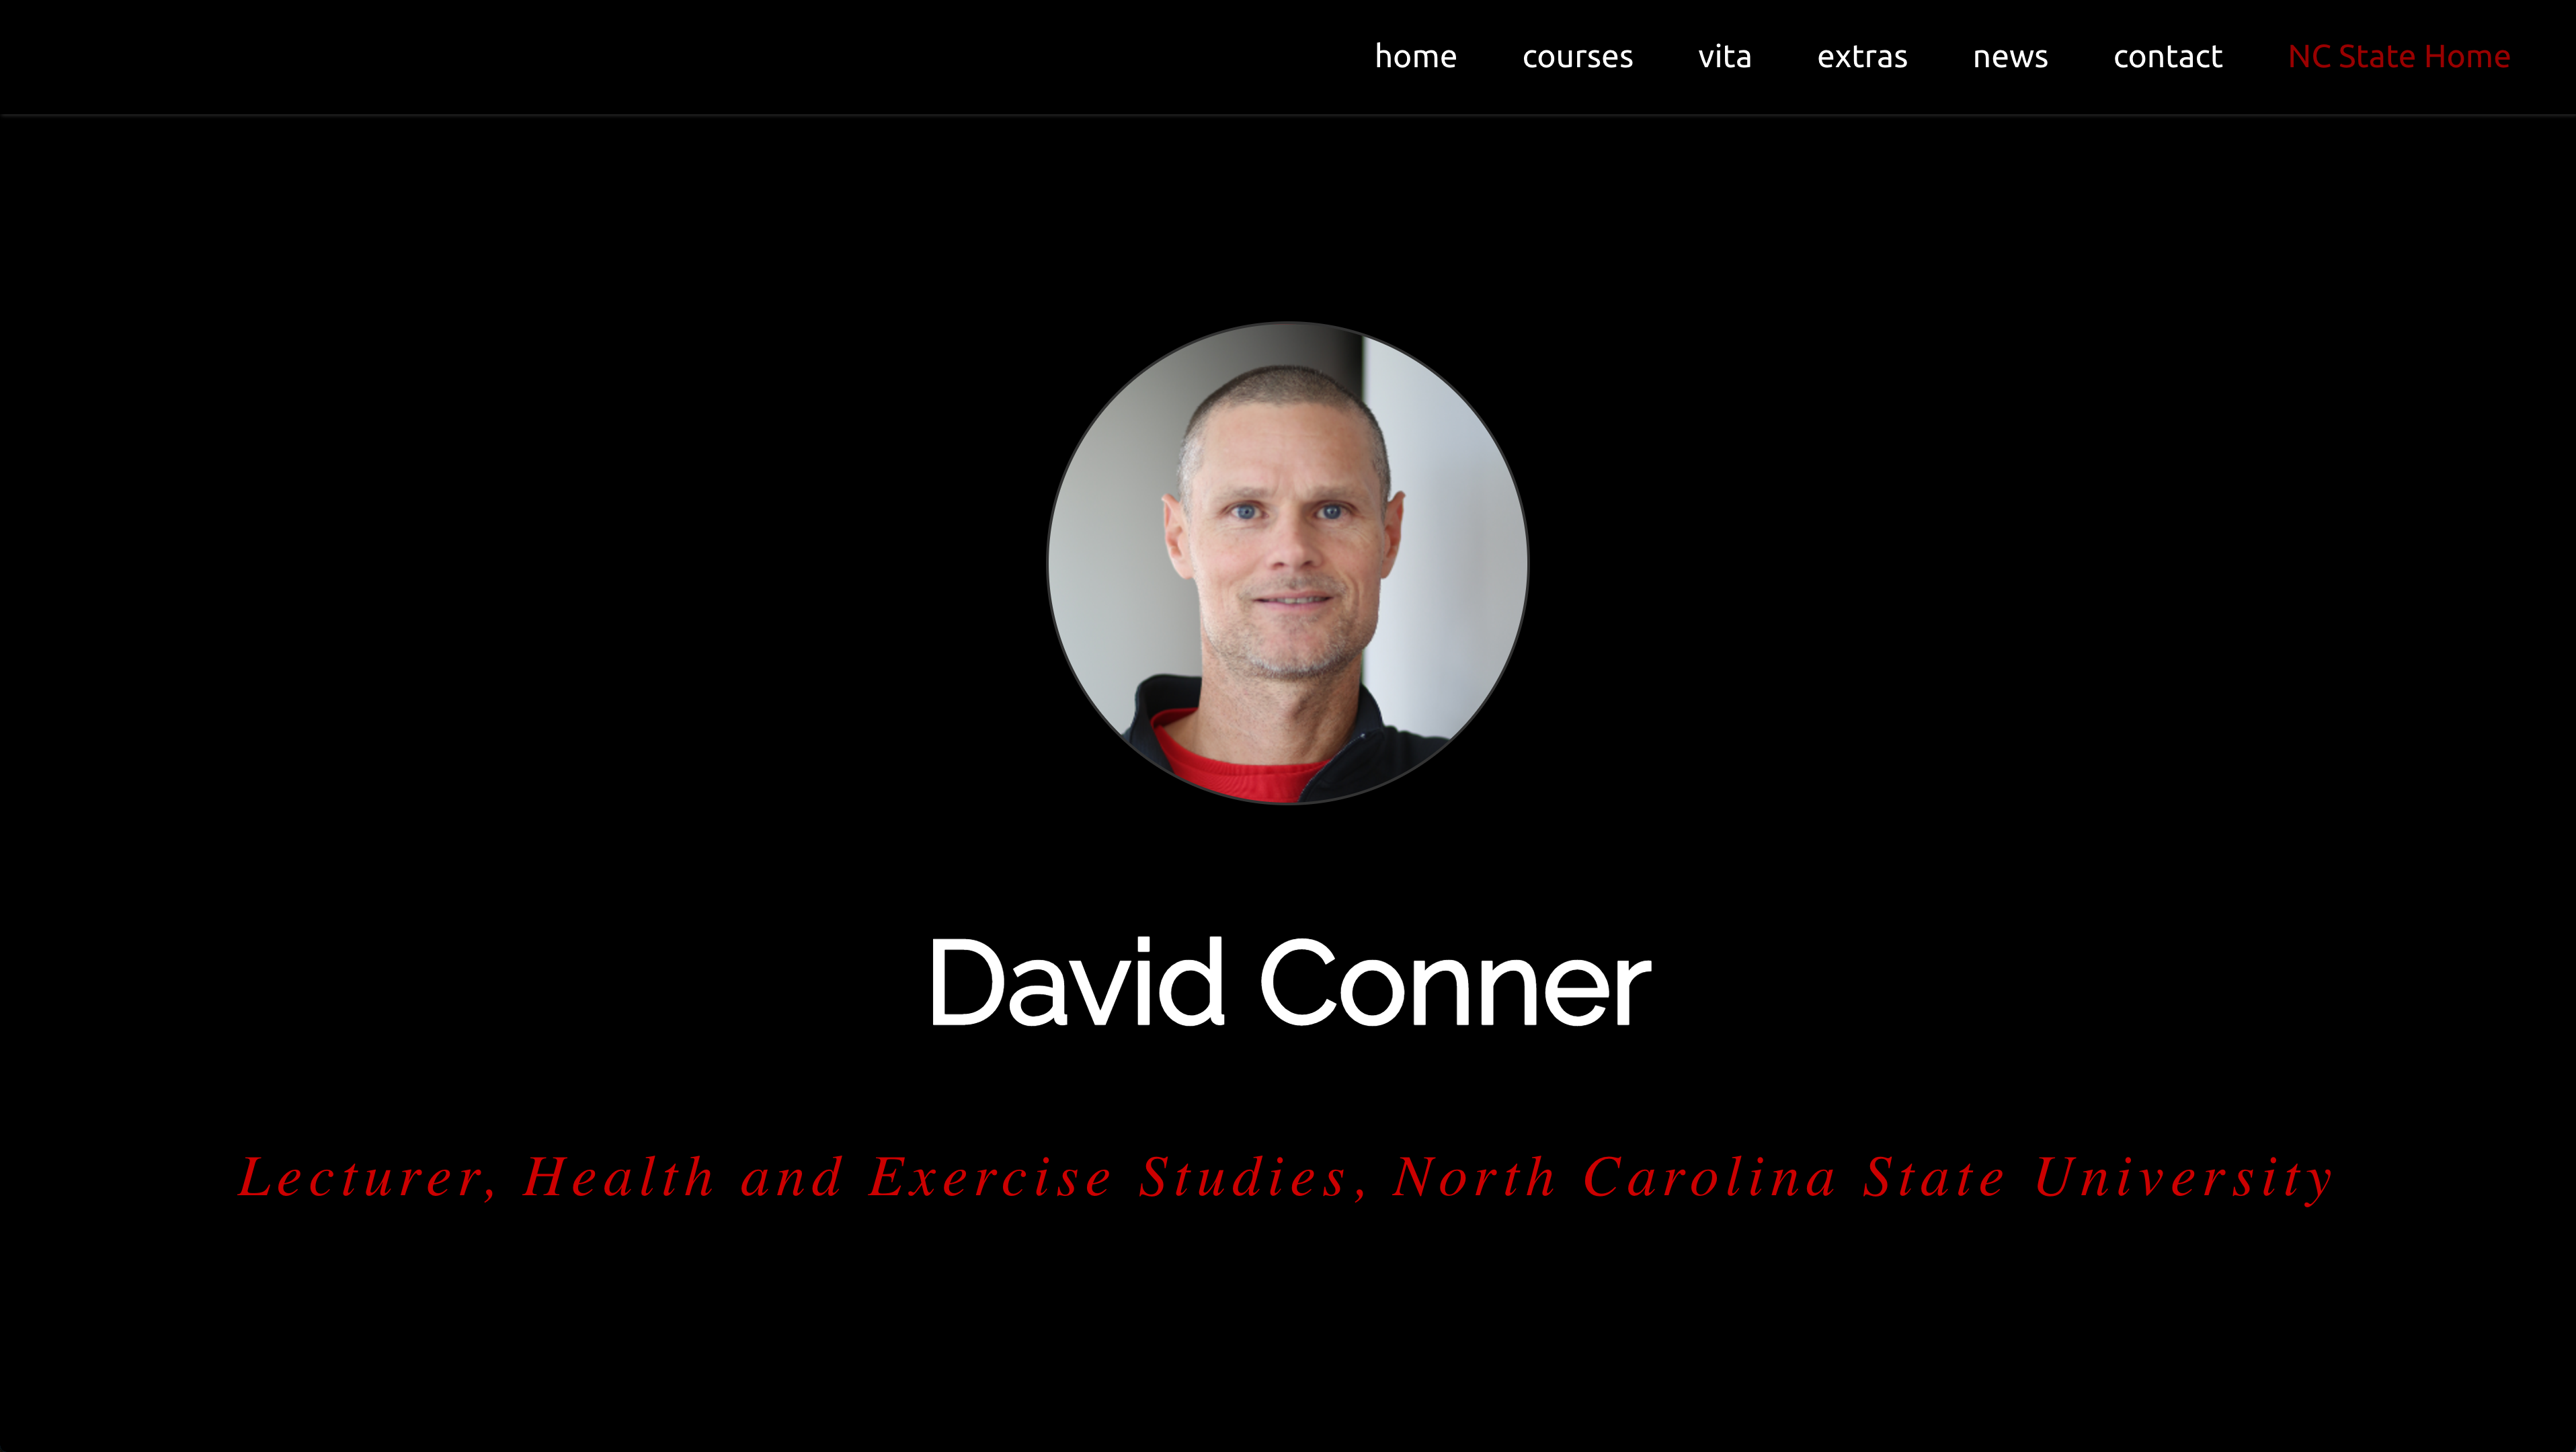 home courses vita extras news contact NC State Home
David Conner
Lecturer, Health and Exercise Studies, North Carolina State University